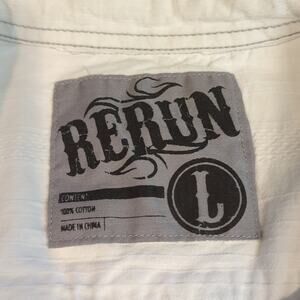 RERUN
CONTENT
100% COTTON
MADE IN CHINA
L